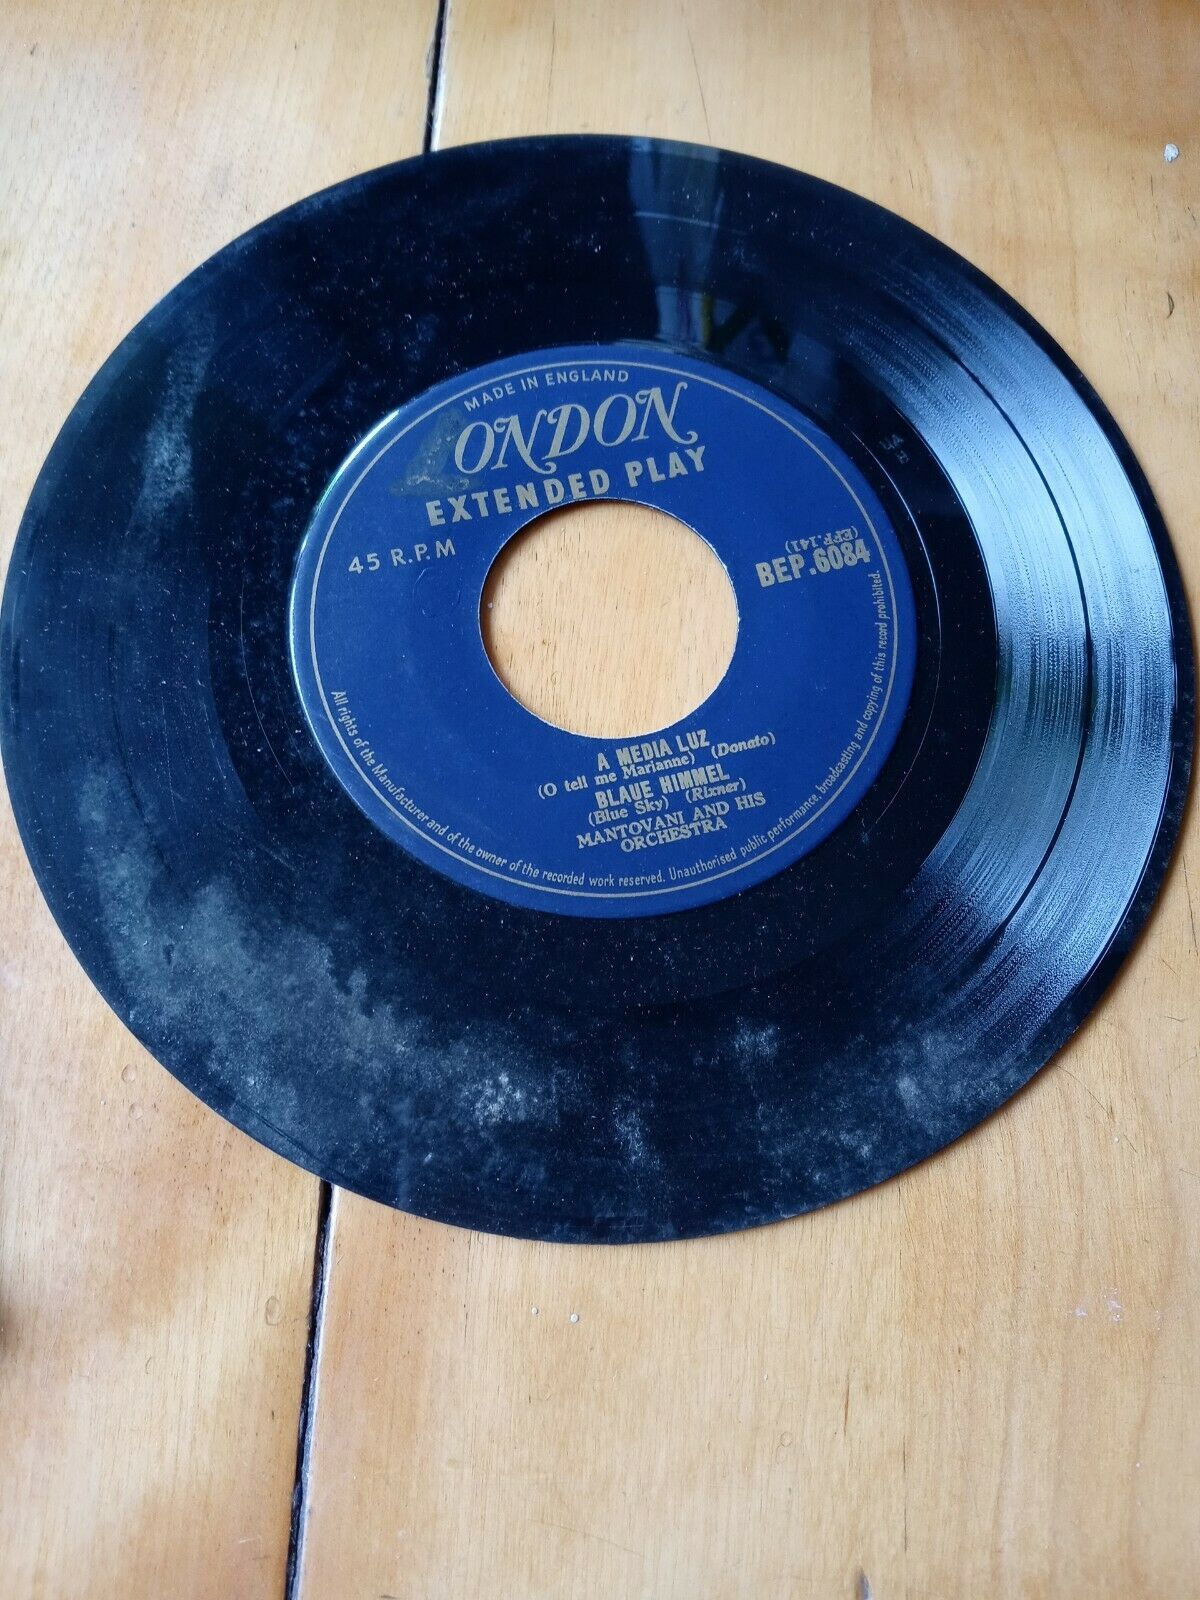 MADE IN ENGLAND
LONDON
EXTENDED PLAY
45 R.P.M
(EFF.141)
BEP.6084
A MEDIA LUZ
(O tell me Marianne) (Donato)
BLAUE HIMMEL
(Blue Sky) (Rixner)
MANTOVANI AND HIS
ORCHESTRA
All rights of the Manufacturer and of the owner of the recorded work reserved. Unauthorised public performance, broadcasting and copying of this record prohibited.